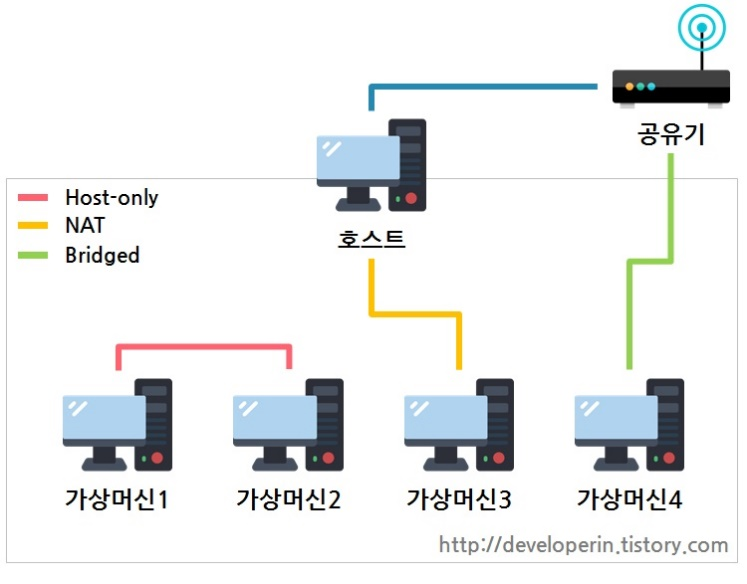 공유기
Host-only
NAT
Bridged
호스트
가상머신1
가상머신2
가상머신3
가상머신4
http://developerin.tistory.com